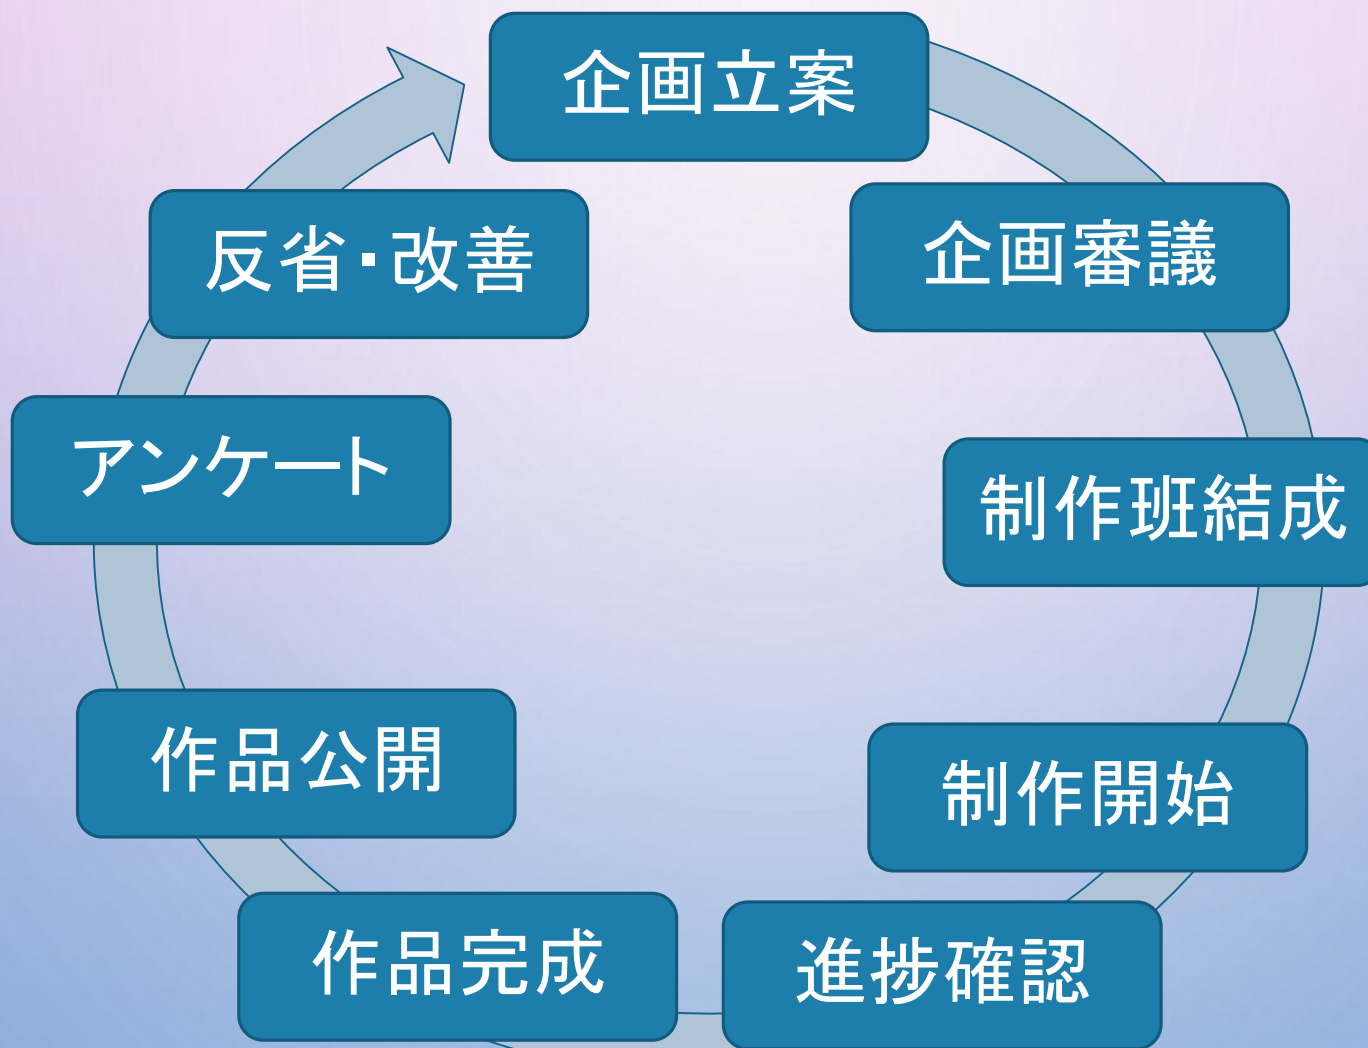 企画立案
企画審議
制作班結成
制作開始
進捗確認
作品完成
作品公開
アンケート
反省・改善